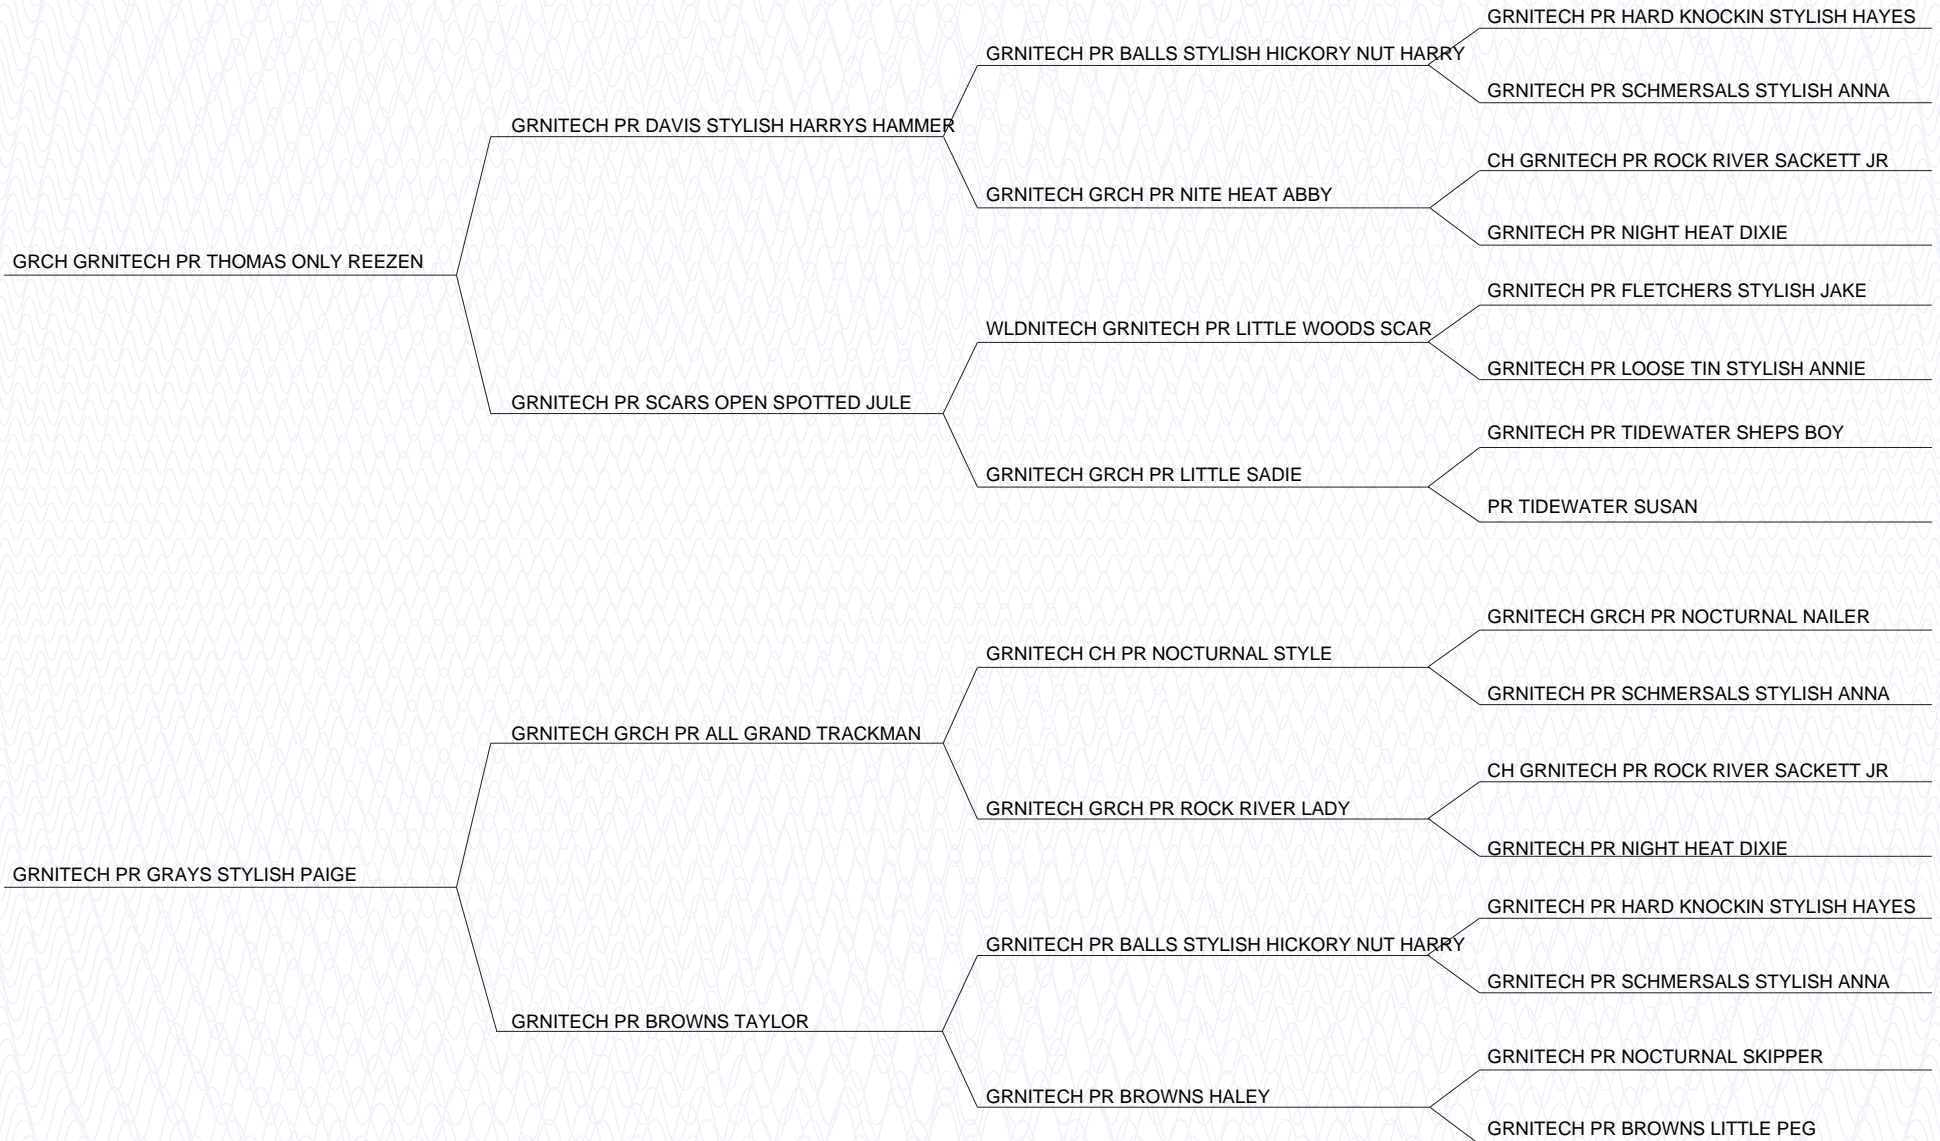 GRNITECH PR HARD KNOCKIN STYLISH HAYES
GRNITECH PR BALLS STYLISH HICKORY NUT HARRY
GRNITECH PR SCHMERSALS STYLISH ANNA
GRNITECH PR DAVIS STYLISH HARRYS HAMMER
CH GRNITECH PR ROCK RIVER SACKETT JR
GRNITECH GRCH PR NITE HEAT ABBY
GRNITECH PR NIGHT HEAT DIXIE
GRCH GRNITECH PR THOMAS ONLY REEZEN
GRNITECH PR FLETCHERS STYLISH JAKE
WLDNITECH GRNITECH PR LITTLE WOODS SCAR
GRNITECH PR LOOSE TIN STYLISH ANNIE
GRNITECH PR SCARS OPEN SPOTTED JULE
GRNITECH PR TIDEWATER SHEPS BOY
GRNITECH GRCH PR LITTLE SADIE
PR TIDEWATER SUSAN
GRNITECH GRCH PR NOCTURNAL NAILER
GRNITECH CH PR NOCTURNAL STYLE
GRNITECH PR SCHMERSALS STYLISH ANNA
GRNITECH GRCH PR ALL GRAND TRACKMAN
CH GRNITECH PR ROCK RIVER SACKETT JR
GRNITECH GRCH PR ROCK RIVER LADY
GRNITECH PR NIGHT HEAT DIXIE
GRNITECH PR GRAYS STYLISH PAIGE
GRNITECH PR HARD KNOCKIN STYLISH HAYES
GRNITECH PR BALLS STYLISH HICKORY NUT HARRY
GRNITECH PR SCHMERSALS STYLISH ANNA
GRNITECH PR BROWNS TAYLOR
GRNITECH PR NOCTURNAL SKIPPER
GRNITECH PR BROWNS HALEY
GRNITECH PR BROWNS LITTLE PEG